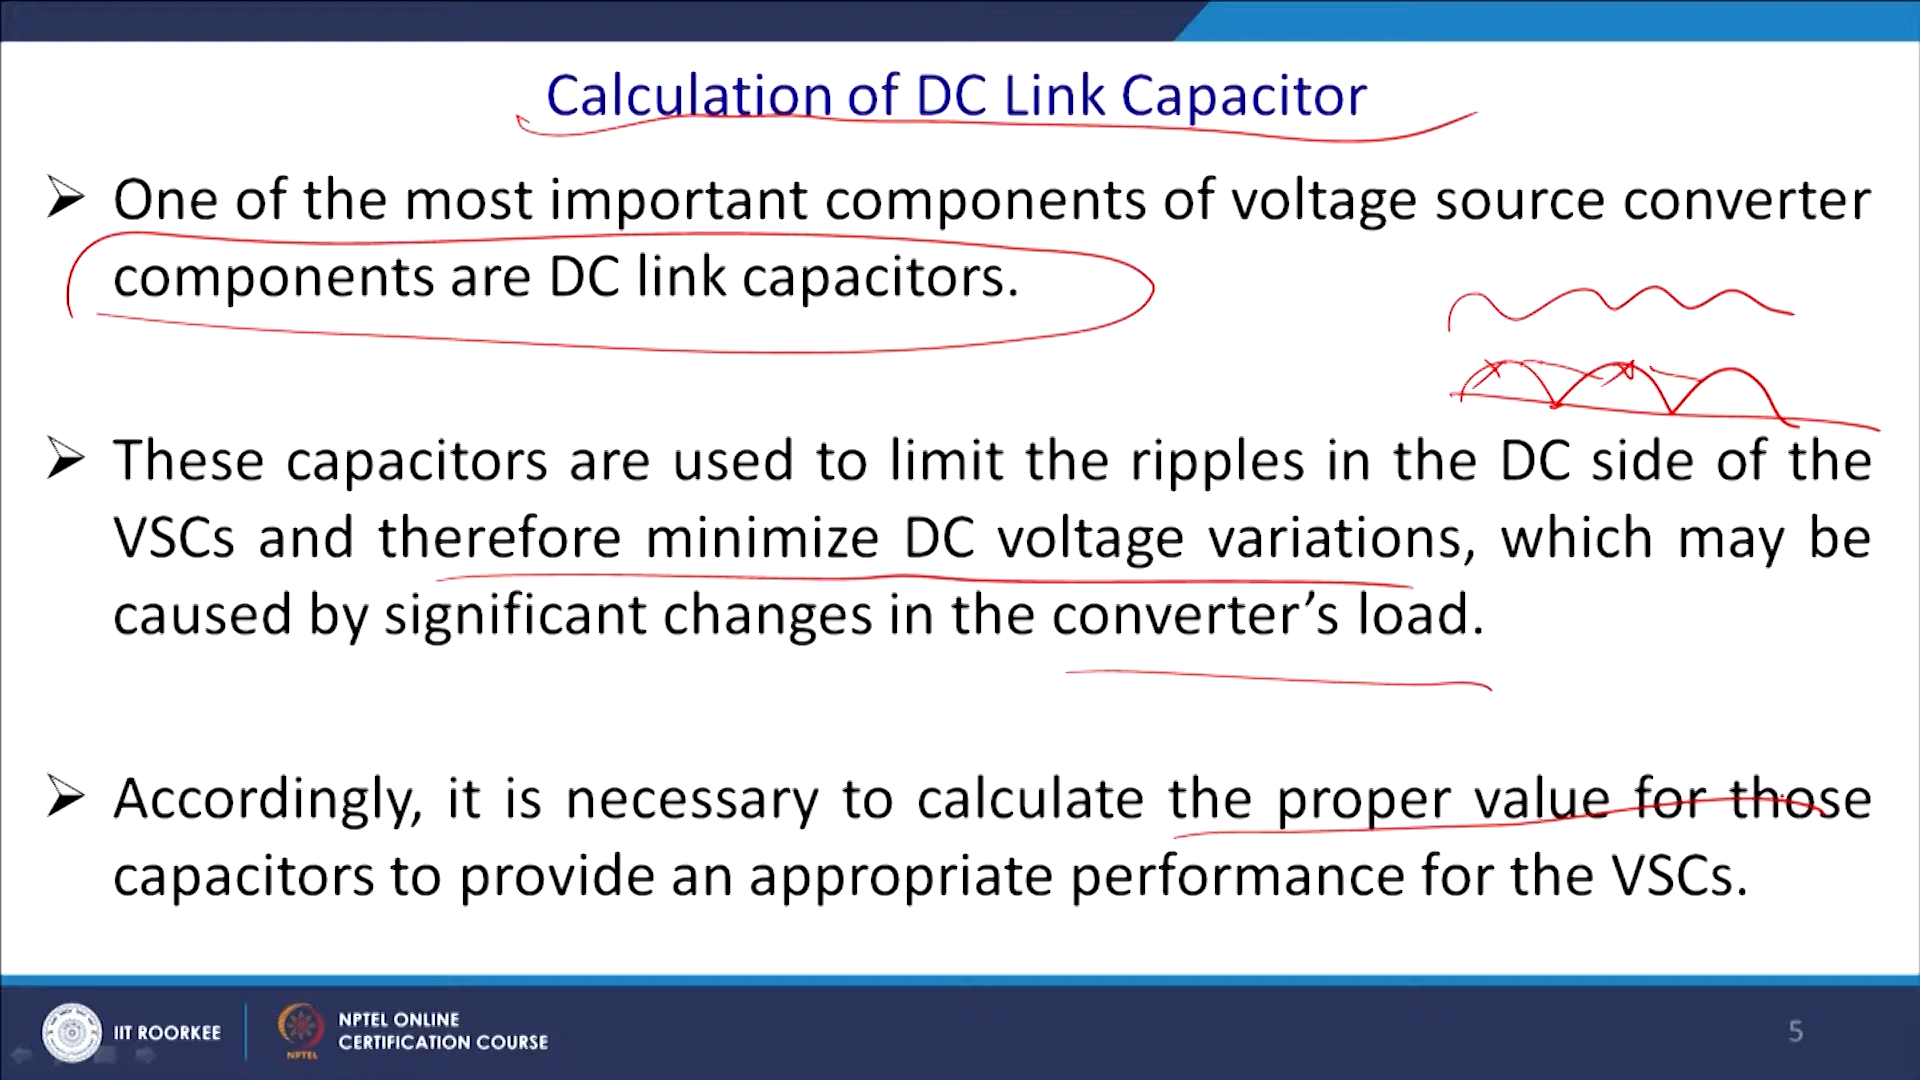 Calculation of DC Link Capacitor
➢ One of the most important components of voltage source converter
components are DC link capacitors.
➢ These capacitors are used to limit the ripples in the DC side of the
VSCs and therefore minimize DC voltage variations, which may be
caused by significant changes in the converter’s load.
➢ Accordingly, it is necessary to calculate the proper value for those
capacitors to provide an appropriate performance for the VSCs.
IIT ROORKEE
NPTEL
NPTEL ONLINE
CERTIFICATION COURSE
5